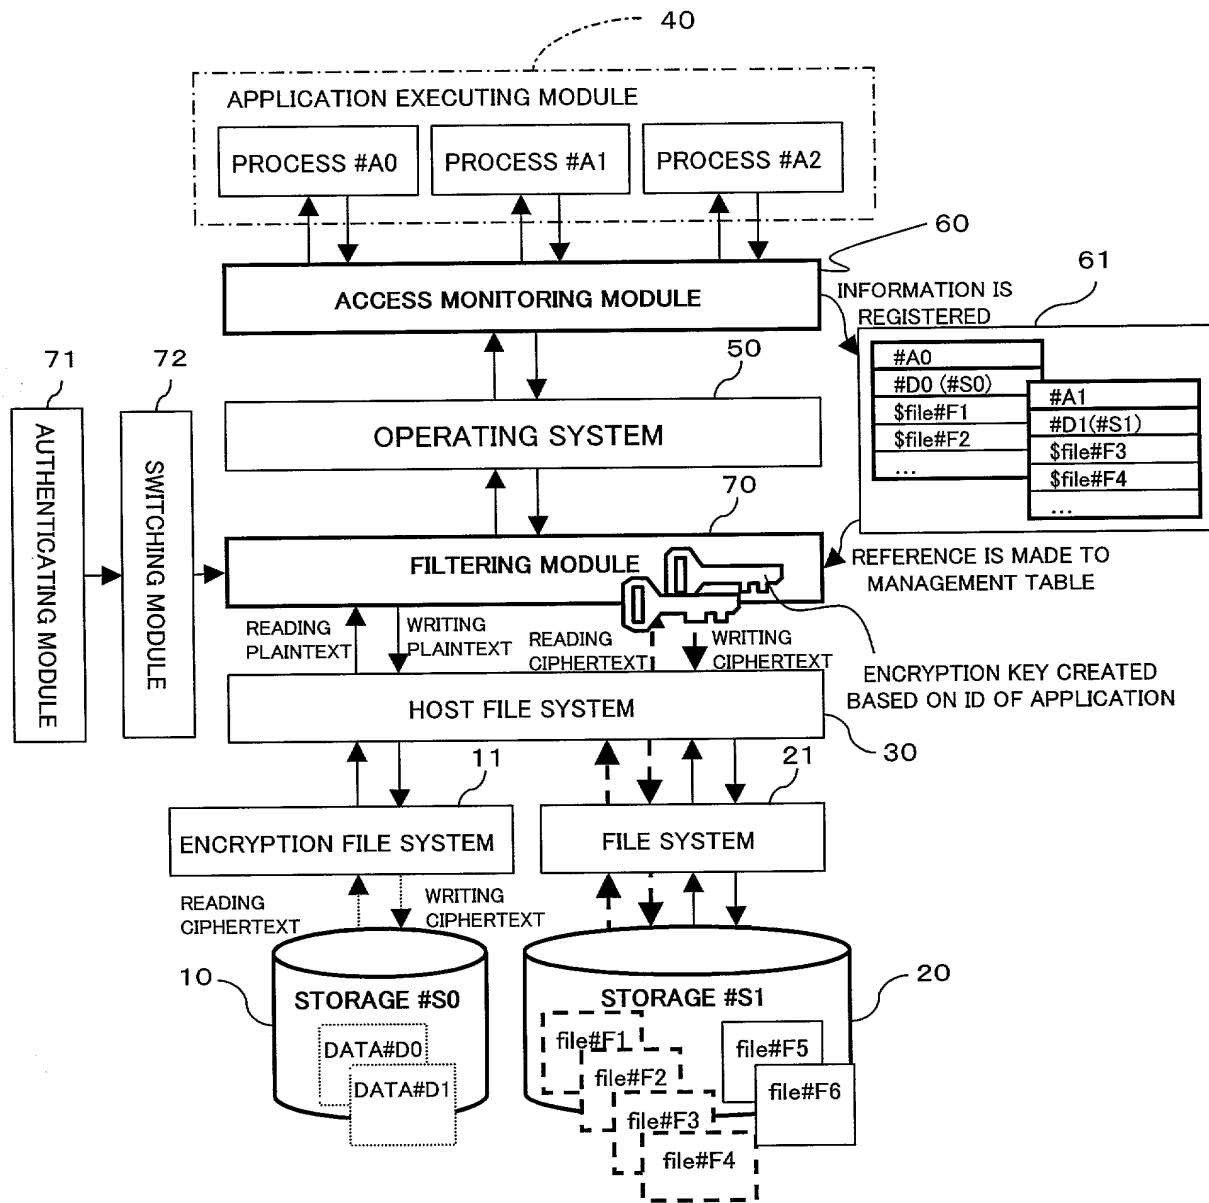 40
APPLICATION EXECUTING MODULE
PROCESS #A0
PROCESS #A1
PROCESS #A2
60
ACCESS MONITORING MODULE
INFORMATION IS
REGISTERED
61
#A0
#D0 (#S0)
$file#F1
$file#F2
...
#A1
#D1(#S1)
$file#F3
$file#F4
...
71
72
50
AUTHENTICATING MODULE
SWITCHING MODULE
OPERATING SYSTEM
70
FILTERING MODULE
REFERENCE IS MADE TO
MANAGEMENT TABLE
READING
PLAINTEXT
WRITING
PLAINTEXT
READING
CIPHERTEXT
WRITING
CIPHERTEXT
ENCRYPTION KEY CREATED
BASED ON ID OF APPLICATION
HOST FILE SYSTEM
30
11
21
ENCRYPTION FILE SYSTEM
FILE SYSTEM
READING
CIPHERTEXT
WRITING
CIPHERTEXT
10
STORAGE #S0
DATA#D0
DATA#D1
20
STORAGE #S1
file#F1
file#F2
file#F3
file#F4
file#F5
file#F6